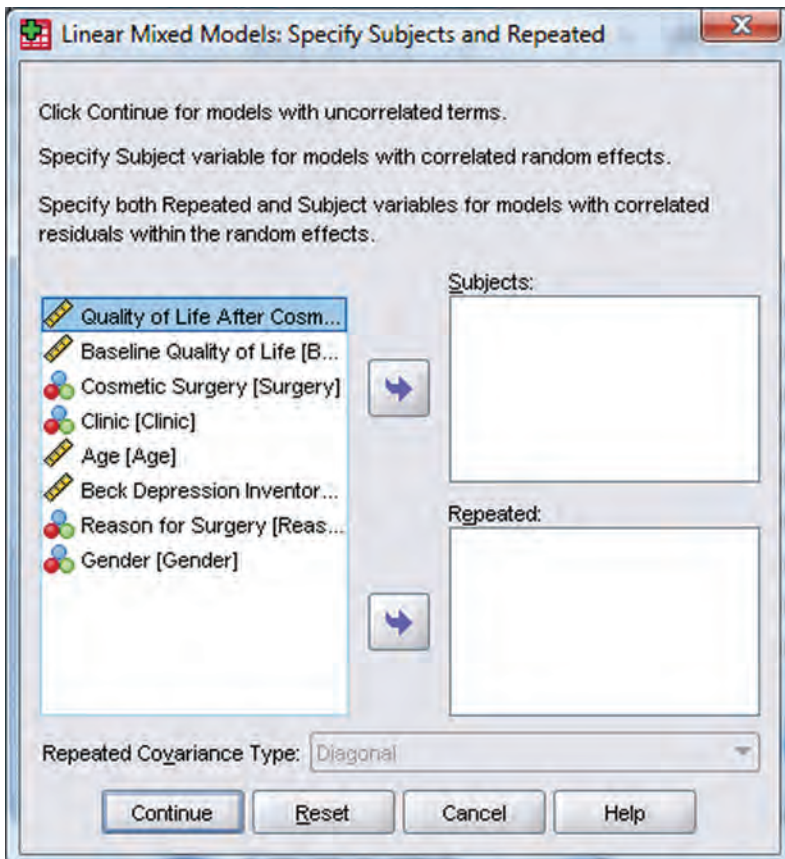 Linear Mixed Models: Specify Subjects and Repeated
Click Continue for models with uncorrelated terms.
Specify Subject variable for models with correlated random effects.
Specify both Repeated and Subject variables for models with correlated
residuals within the random effects.
Subjects:
Quality of Life After Cosm...
Baseline Quality of Life [B...
Cosmetic Surgery [Surgery]
Clinic [Clinic]
Age [Age]
Beck Depression Inventor...
Reason for Surgery [Reas...
Gender [Gender]
Repeated:
Repeated Covariance Type: Diagonal
Continue Reset Cancel Help